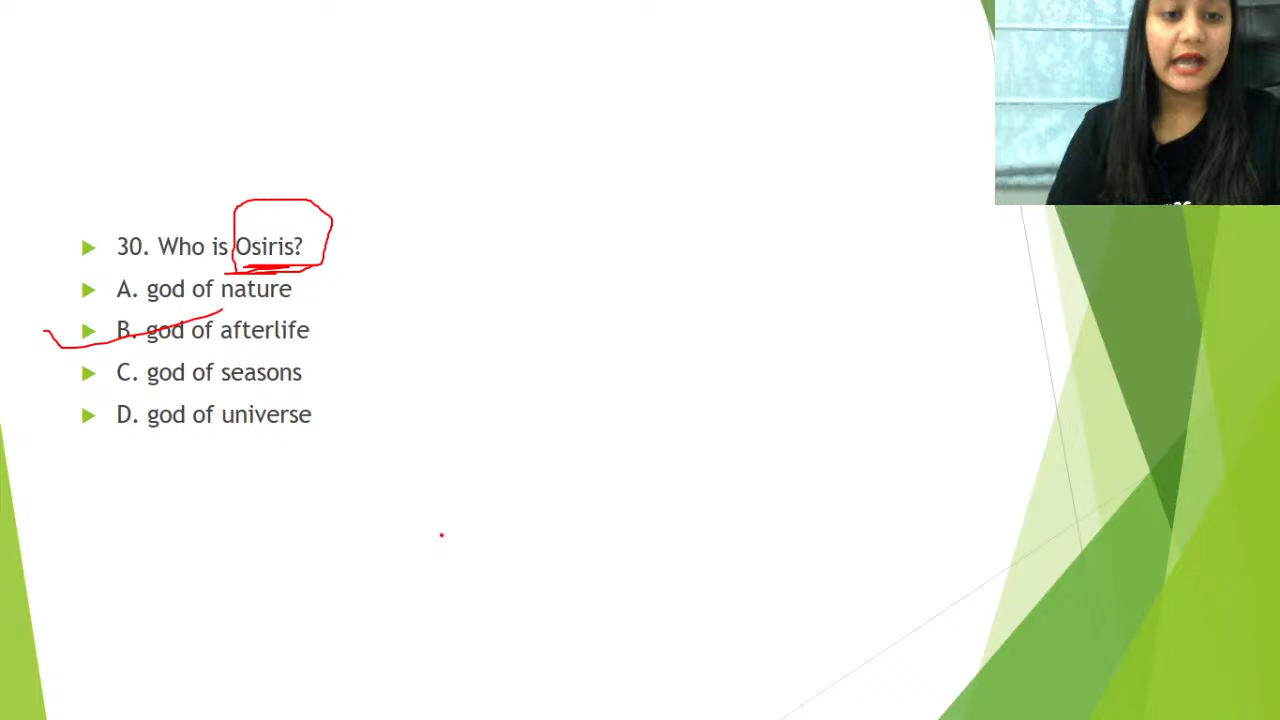 30. Who is Osiris?
A. god of nature
B. god of afterlife
C. god of seasons
D. god of universe